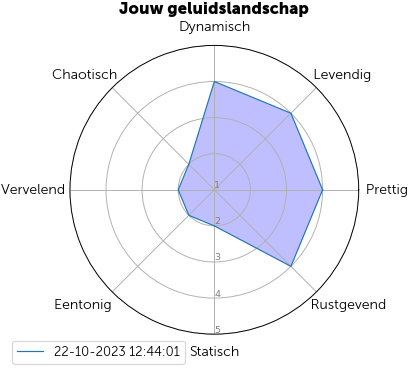 Jouw geluidslandschap
Dynamisch
Chaotisch
Levendig
Vervelend
1
Prettig
2
3
4
Eentonig
Rustgevend
5
22-10-2023 12:44:01
Statisch